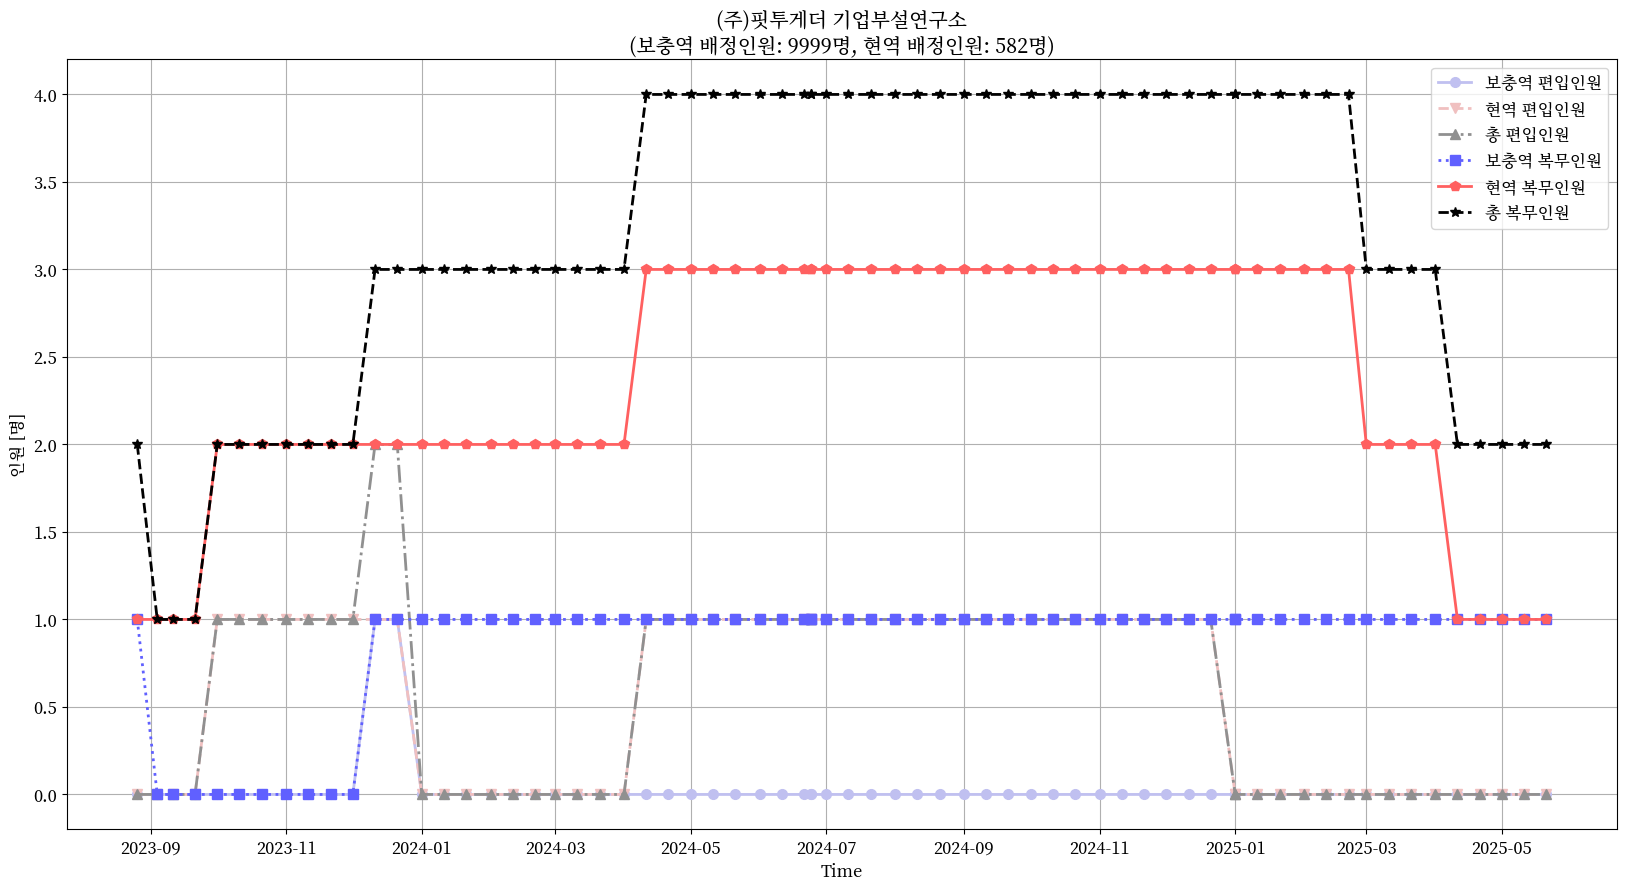 (주)핏투게더 기업부설연구소
(보충역 배정인원: 9999명, 현역 배정인원: 582명)
보충역 편입인원
현역 편입인원
총 편입인원
보충역 복무인원
현역 복무인원
총 복무인원
인원 [명]
4.0
3.5
3.0
2.5
2.0
1.5
1.0
0.5
0.0
2023-09
2023-11
2024-01
2024-03
2024-05
2024-07
2024-09
2024-11
2025-01
2025-03
2025-05
Time